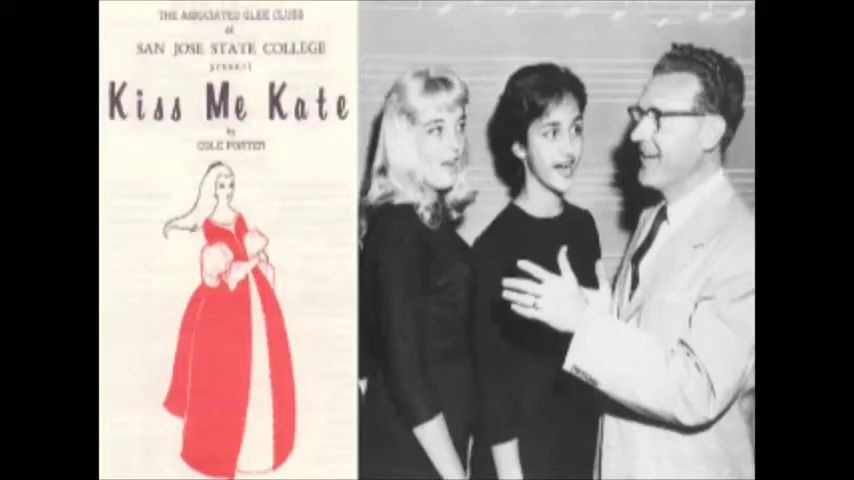 THE ASSOCIATED GLEE CLUBS
of
SAN JOSE STATE COLLEGE
present
Kiss Me Kate
by
COLE PORTER